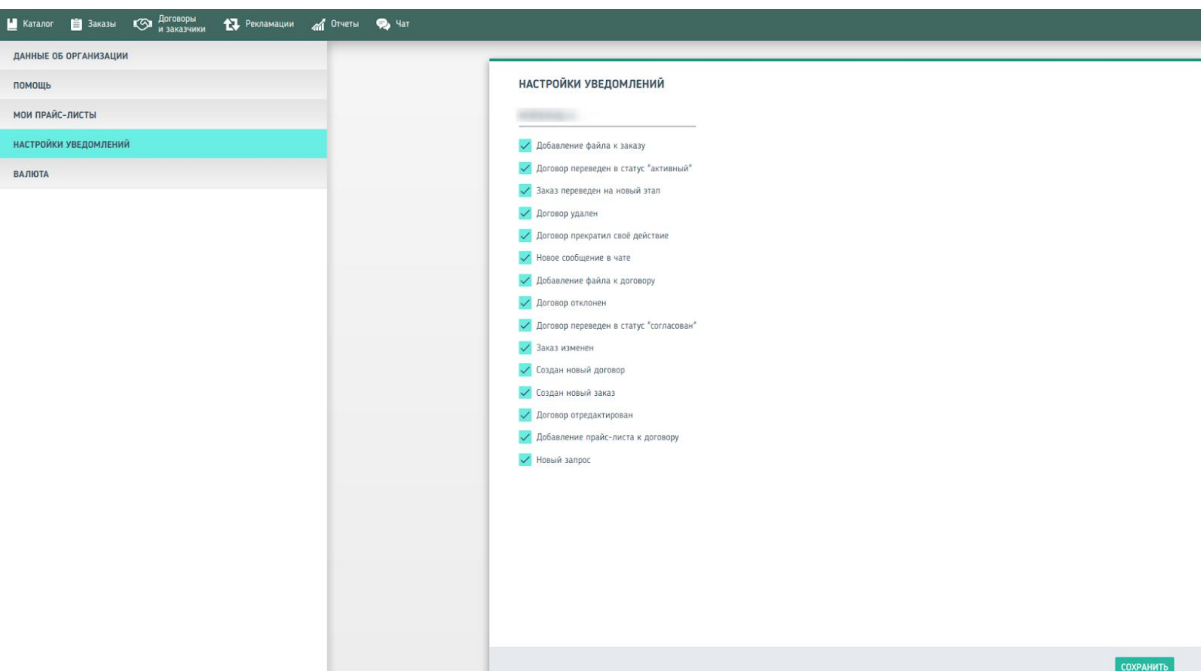 Каталог
Заказы
Договоры
и заказчики
Рекламации
Отчеты
Чат
ДАННЫЕ ОБ ОРГАНИЗАЦИИ
ПОМОЩЬ
МОИ ПРАЙС-ЛИСТЫ
НАСТРОЙКИ УВЕДОМЛЕНИЙ
ВАЛЮТА
НАСТРОЙКИ УВЕДОМЛЕНИЙ
Добавление файла к заказу
Договор переведен в статус "активный"
Заказ переведен на новый этап
Договор удален
Договор прекратил своё действие
Новое сообщение в чате
Добавление файла к договору
Договор отклонен
Договор переведен в статус "согласован"
Заказ изменен
Создан новый договор
Создан новый заказ
Договор отредактирован
Добавление прайс-листа к договору
Новый запрос
СОХРАНИТЬ